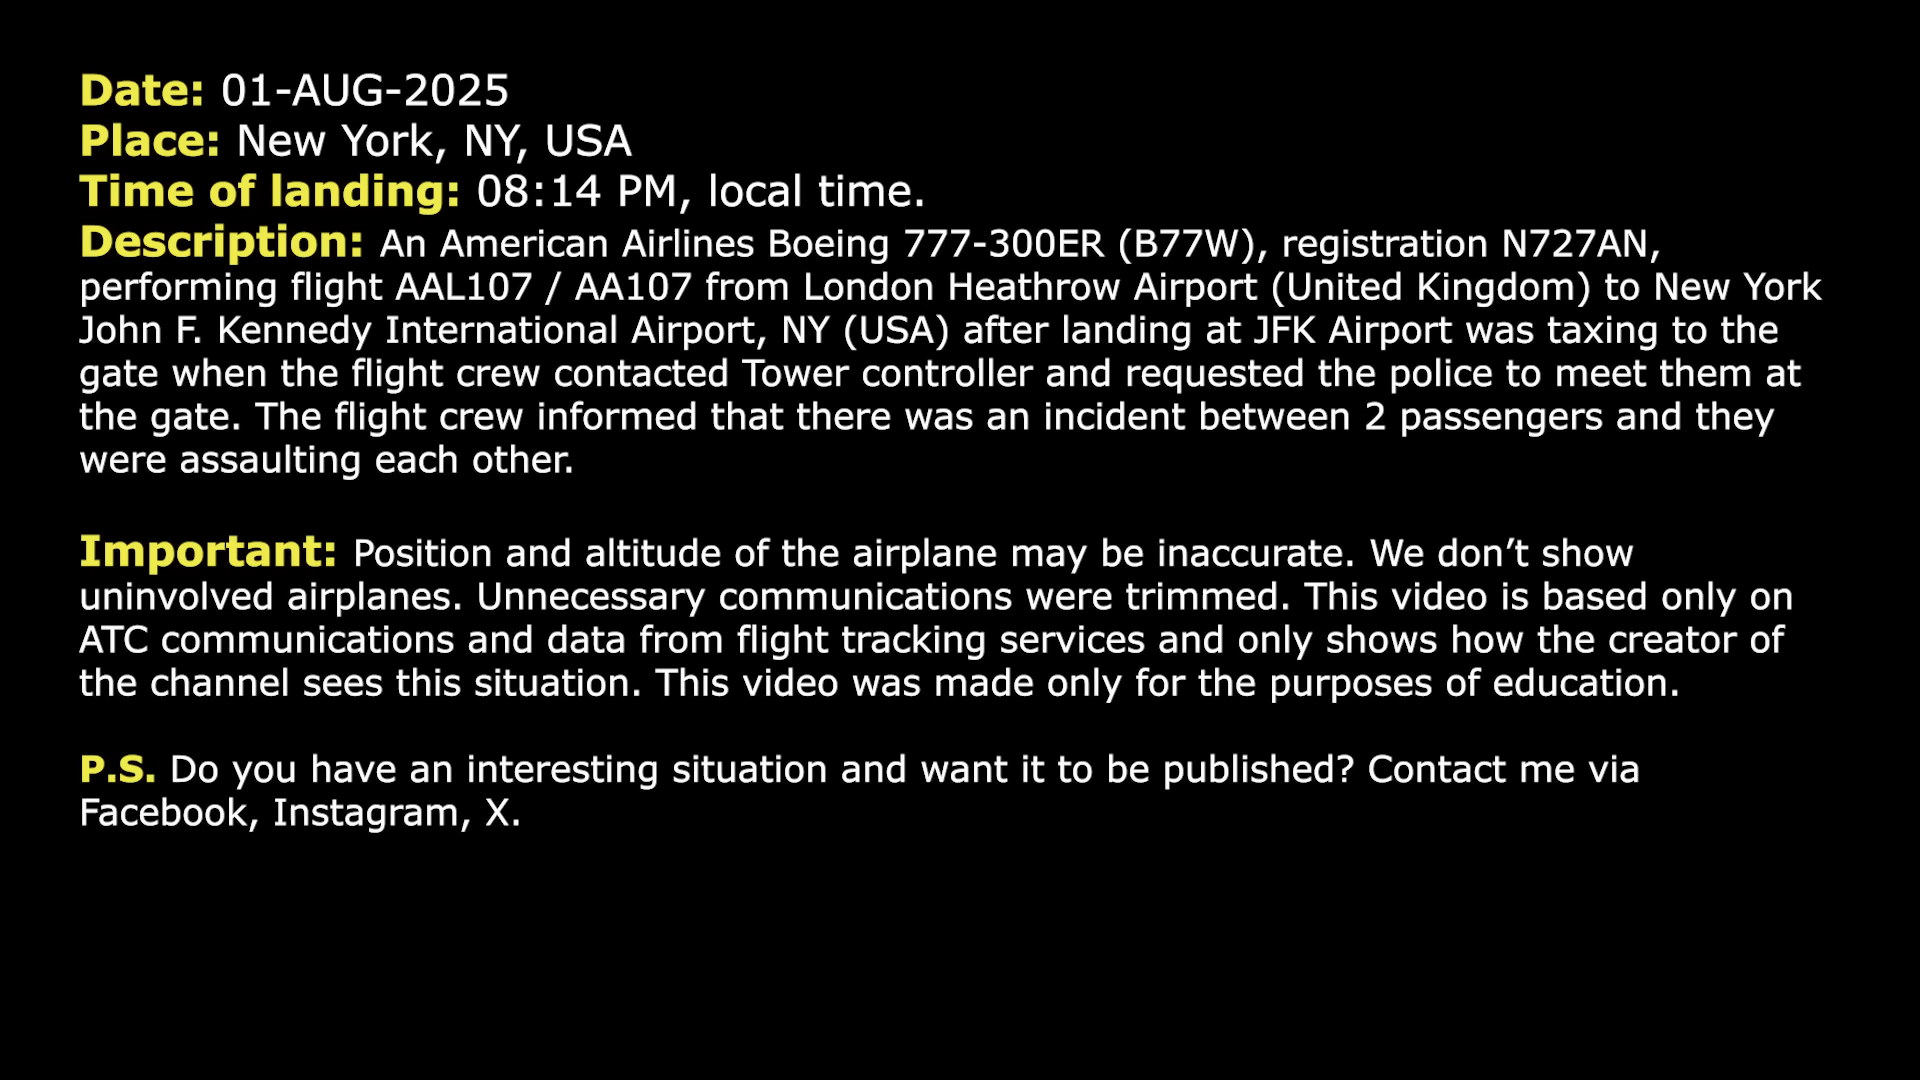 Date: 01-AUG-2025
Place: New York, NY, USA
Time of landing: 08:14 PM, local time.
Description: An American Airlines Boeing 777-300ER (B77W), registration N727AN,
performing flight AAL107 / AA107 from London Heathrow Airport (United Kingdom) to New York
John F. Kennedy International Airport, NY (USA) after landing at JFK Airport was taxing to the
gate when the flight crew contacted Tower controller and requested the police to meet them at
the gate. The flight crew informed that there was an incident between 2 passengers and they
were assaulting each other.
Important: Position and altitude of the airplane may be inaccurate. We don’t show
uninvolved airplanes. Unnecessary communications were trimmed. This video is based only on
ATC communications and data from flight tracking services and only shows how the creator of
the channel sees this situation. This video was made only for the purposes of education.
P.S. Do you have an interesting situation and want it to be published? Contact me via
Facebook, Instagram, X.